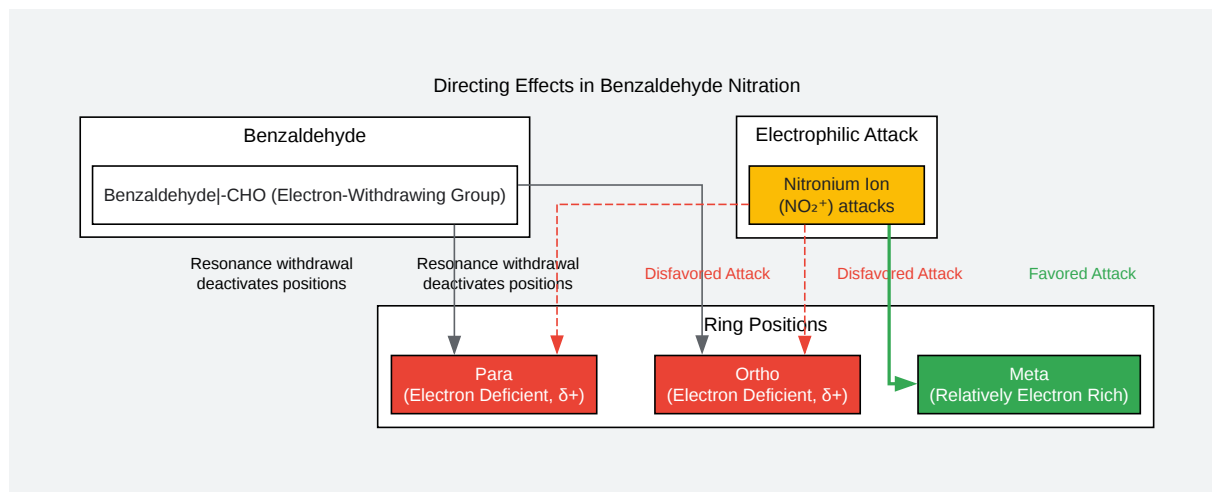 Directing Effects in Benzaldehyde Nitration
Benzaldehyde
Electrophilic Attack
Benzaldehyde|-CHO (Electron-Withdrawing Group)
Nitronium Ion
(NO₂⁺) attacks
Resonance withdrawal
deactivates positions
Resonance withdrawal
deactivates positions
Disfavored Attack
Disfavored Attack
Favored Attack
Ring Positions
Para
(Electron Deficient, δ+)
Ortho
(Electron Deficient, δ+)
Meta
(Relatively Electron Rich)